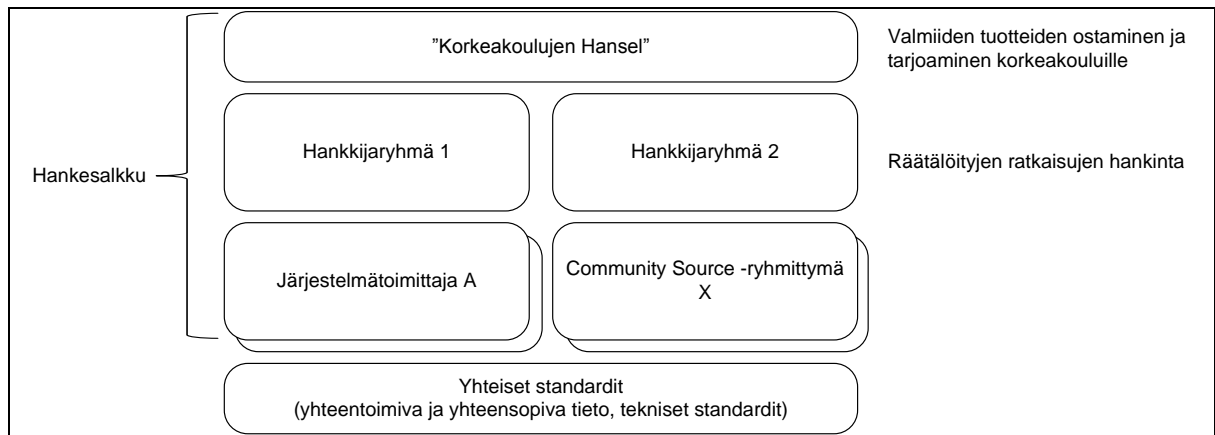 ”Korkeakoulujen Hansel”
Valmiiden tuotteiden ostaminen ja
tarjoaminen korkeakouluille
Hankesalkku
Hankkijaryhmä 1
Hankkijaryhmä 2
Räätälöityjen ratkaisujen hankinta
Järjestelmätoimittaja A
Community Source -ryhmittymä
X
Yhteiset standardit
(yhteentoimiva ja yhteensopiva tieto, tekniset standardit)